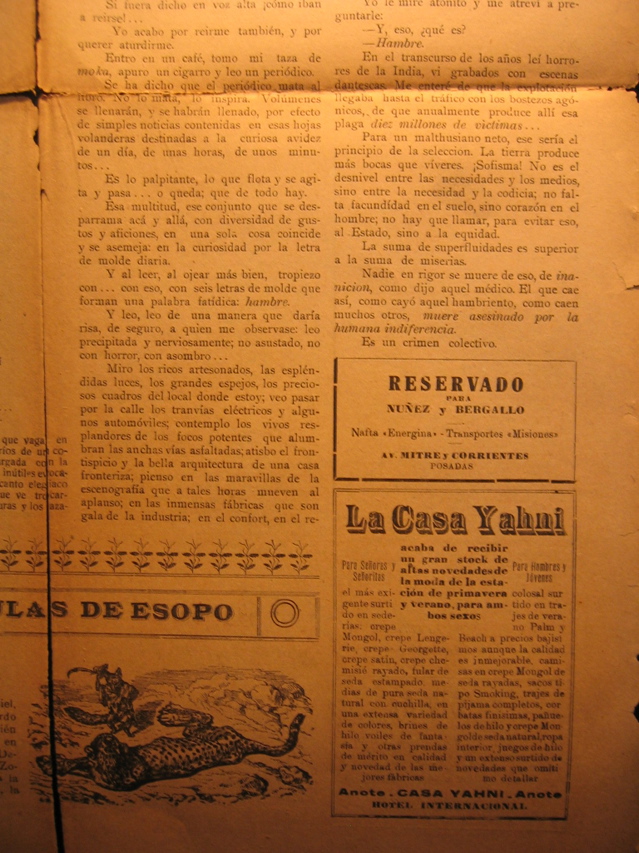 Si fuera dicho en voz alta ¡cómo iban
a reirse!...
Yo acabo por reirme también, y por
querer aturdirme.
Entro en un café, tomo mi taza de
moka, apuro un cigarro y leo un periódico.
Se ha dicho que el periódico mata al
libro. No lo mata, lo inspira. Volúmenes
se llenarán, y se habrán llenado, por efecto
de simples noticias contenidas en esas hojas
volanderas destinadas a la curiosa avidez
de un día, de unas horas, de unos minu-
tos...
Es lo palpitante, lo que flota y se agi-
ta y pasa... o queda; que de todo hay.
Esa multitud, ese conjunto que se des-
parrama acá y allá, con diversidad de gus-
tos y aficiones, en una sola cosa coincide
y se asemeja: en la curiosidad por la letra
de molde diaria.
Y al leer, al ojear más bien, tropiezo
con... con eso, con seis letras de molde que
forman una palabra fatídica: hambre.
Y leo, leo de una manera que daría
risa, de seguro, a quien me observase: leo
precipitada y nerviosamente; no asustado, no
con horror, con asombro...
Miro los ricos artesonados, las esplén-
didas luces, los grandes espejos, los precio-
sos cuadros del local donde estoy; veo pasar
por la calle los tranvías eléctricos y algu-
nos automóviles; contemplo los vivos res-
plandores de los focos potentes que alum-
bran las anchas vías asfaltadas; atisbo el fron-
tispicio y la bella arquitectura de una casa
fronteriza; pienso en las maravillas de la
escenografía que a tales horas mueven al
aplauso; en las inmensas fábricas que son
gala de la industria; en el confort, en el re-
Yo le miré atónito y me atreví a pre-
guntarle:
—Y, eso, ¿qué es?
—Hambre.
En el transcurso de los años leí horro-
res de la India, vi grabados con escenas
dantescas. Me enteré de que la explotación
llegaba hasta el tráfico con los bostezos agó-
nicos, de que anualmente produce allí esa
plaga diez millones de víctimas...
Para un malthusiano neto, ese sería el
principio de la selección. La tierra produce
más bocas que víveres. ¡Sofisma! No es el
desnivel entre las necesidades y los medios,
sino entre la necesidad y la codicia; no fal-
ta facundidad en el suelo, sino corazón en el
hombre; no hay que llamar, para evitar eso,
al Estado, sino a la equidad.
La suma de superfluidades es superior
a la suma de miserias.
Nadie en rigor se muere de eso, de ina-
nicion, como dijo aquel médico. El que cae
así, como cayó aquel hambriento, como caen
muchos otros, muere asesinado por la
humana indiferencia.
Es un crimen colectivo.
RESERVADO
PARA
NUÑEZ y BERGALLO
Nafta «Energina» - Transportes «Misiones»
AV. MITRE y CORRIENTES
POSADAS
La Casa Yahni
acaba de recibir
un gran stock de
altas novedades de
la moda de la esta-
ción de primavera
y verano, para am-
bos sexos
Para Señoras y
Señoritas
el más exi-
gente surti
do en sede-
rías: crepe
Mongol, crepe Lenge-
rie, crepe Georgette,
crepe satin, crepe che-
misié rayado, fular de
seda estampado, me-
dias de pura seda na-
tural con cuchilla, en
una extensa variedad
de colores, brines de
hilo voiles de fanta-
sía y otras prendas
de mérito en calidad
y novedad de las me-
jores fábricas
Para Hombres y
Jóvenes
colosal sur-
tido en tra-
jes de vera-
no Palm y
Beach a precios bajísi
mos aunque la calidad
es inmejorable, cami-
sas en crepe Mongol de
seda rayadas, sacos ti-
po Smoking, trajes de
pijama completos, cor-
batas finísimas, pañue-
los de hilo y crepe Mon-
gol de seda natural, ropa
interior, juegos de hilo
y un extenso surtido de
novedades que omiti
mo detallar
Anote - CASA YAHNI - Anote
HOTEL INTERNACIONAL
que vaga en
rios de un co-
rgada con la
ULAS DE ESOPO